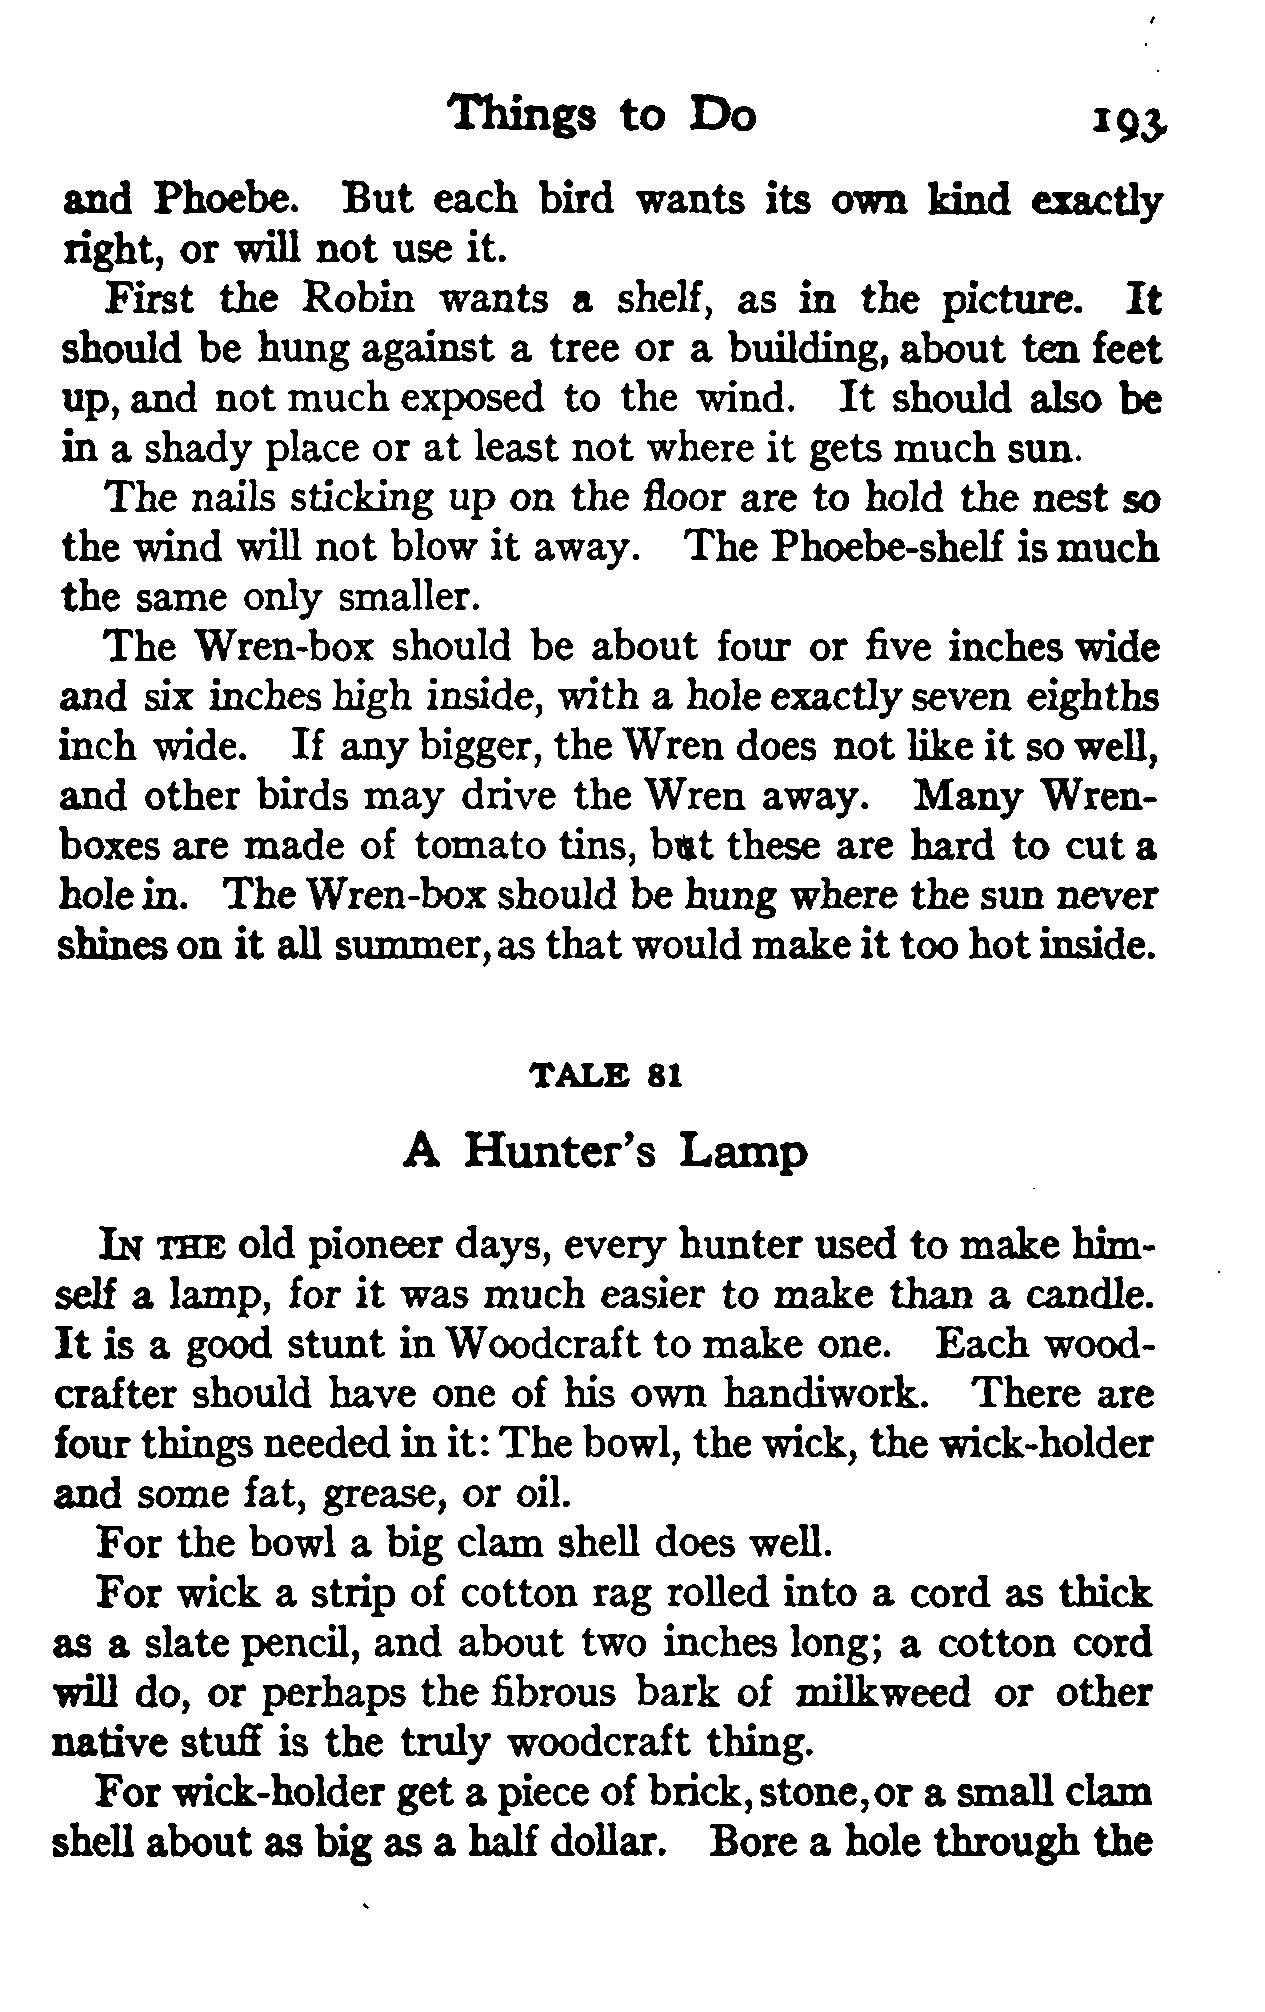 Things to Do 193
and Phoebe. But each bird wants its own kind exactly
right, or will not use it.
First the Robin wants a shelf, as in the picture. It
should be hung against a tree or a building, about ten feet
up, and not much exposed to the wind. It should also be
in a shady place or at least not where it gets much sun.
The nails sticking up on the floor are to hold the nest so
the wind will not blow it away. The Phoebe-shelf is much
the same only smaller.
The Wren-box should be about four or five inches wide
and six inches high inside, with a hole exactly seven eighths
inch wide. If any bigger, the Wren does not like it so well,
and other birds may drive the Wren away. Many Wren-
boxes are made of tomato tins, but these are hard to cut a
hole in. The Wren-box should be hung where the sun never
shines on it all summer, as that would make it too hot inside.
TALE 81
A Hunter's Lamp
IN THE old pioneer days, every hunter used to make him-
self a lamp, for it was much easier to make than a candle.
It is a good stunt in Woodcraft to make one. Each wood-
crafter should have one of his own handiwork. There are
four things needed in it: The bowl, the wick, the wick-holder
and some fat, grease, or oil.
For the bowl a big clam shell does well.
For wick a strip of cotton rag rolled into a cord as thick
as a slate pencil, and about two inches long; a cotton cord
will do, or perhaps the fibrous bark of milkweed or other
native stuff is the truly woodcraft thing.
For wick-holder get a piece of brick, stone, or a small clam
shell about as big as a half dollar. Bore a hole through the